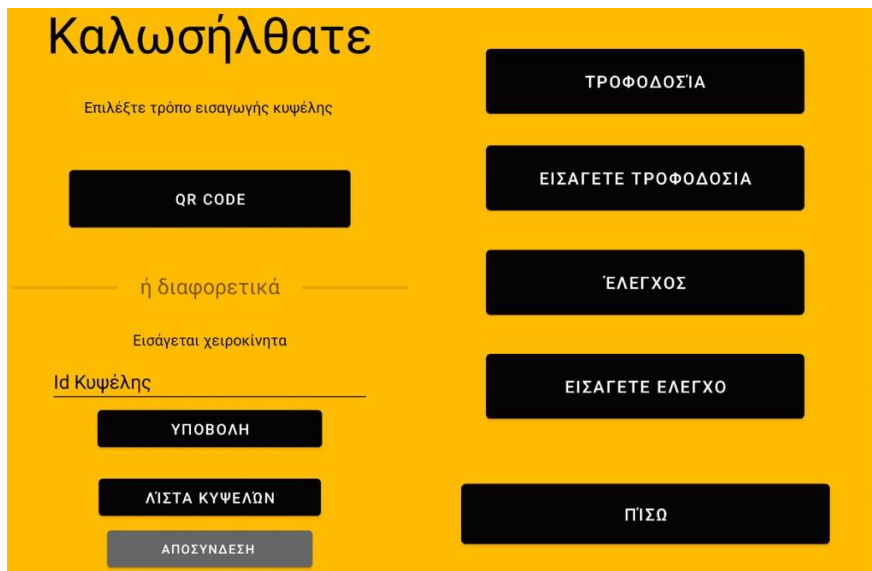 Καλωσήλθατε
Επιλέξτε τρόπο εισαγωγής κυψέλης
QR CODE
ή διαφορετικά
Εισάγεται χειροκίνητα
Id Κυψέλης
ΥΠΟΒΟΛΗ
ΛΊΣΤΑ ΚΥΨΕΛΏΝ
ΑΠΟΣΥΝΔΕΣΗ
ΤΡΟΦΟΔΟΣΊΑ
ΕΙΣΑΓΕΤΕ ΤΡΟΦΟΔΟΣΙΑ
ΈΛΕΓΧΟΣ
ΕΙΣΑΓΕΤΕ ΕΛΕΓΧΟ
ΠΊΣΩ